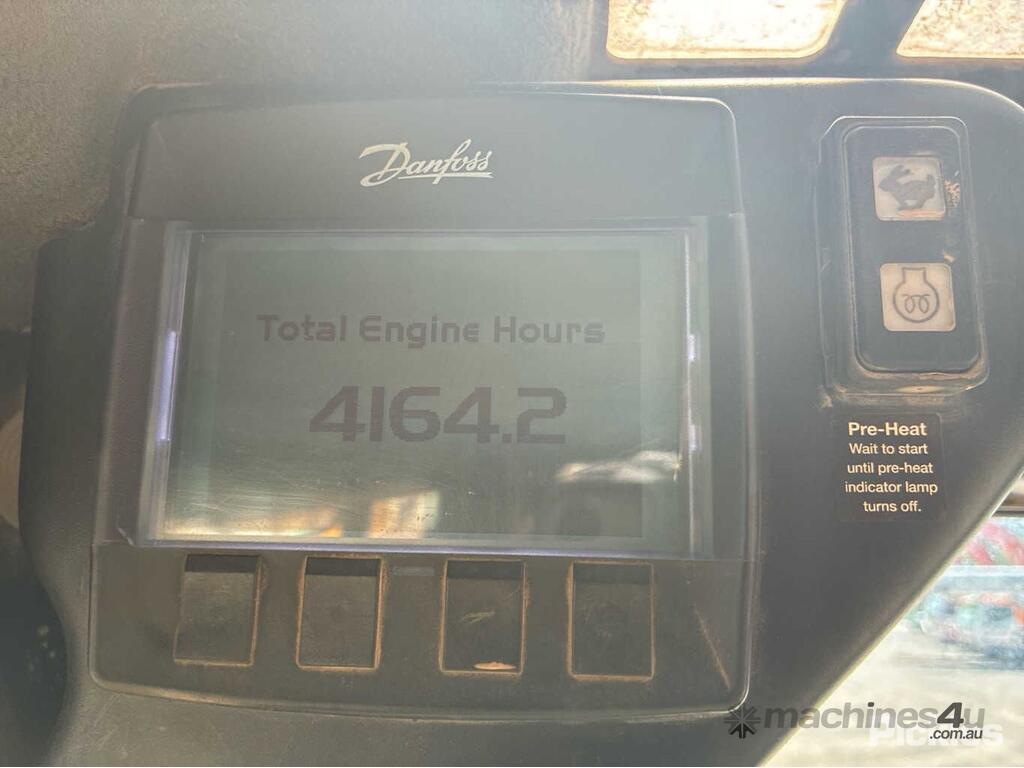 Danfoss
Total Engine Hours
4164.2
Pre-Heat
Wait to start
until pre-heat
indicator lamp
turns off.
machines4u
.com.au
Pickles